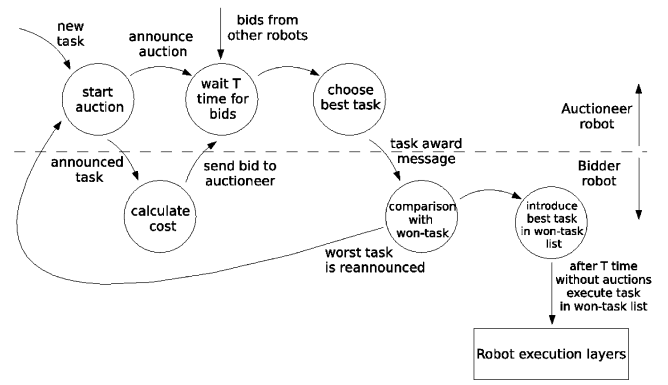 new
task
announce
auction
bids from
other robots
start
auction
wait T
time for
bids
choose
best task
Auctioneer
robot
announced
task
send bid to
auctioneer
task award
message
Bidder
robot
calculate
cost
comparison
with
won-task
introduce
best task
in won-task
list
worst task
is reannounced
after T time
without auctions
execute task
in won-task list
Robot execution layers